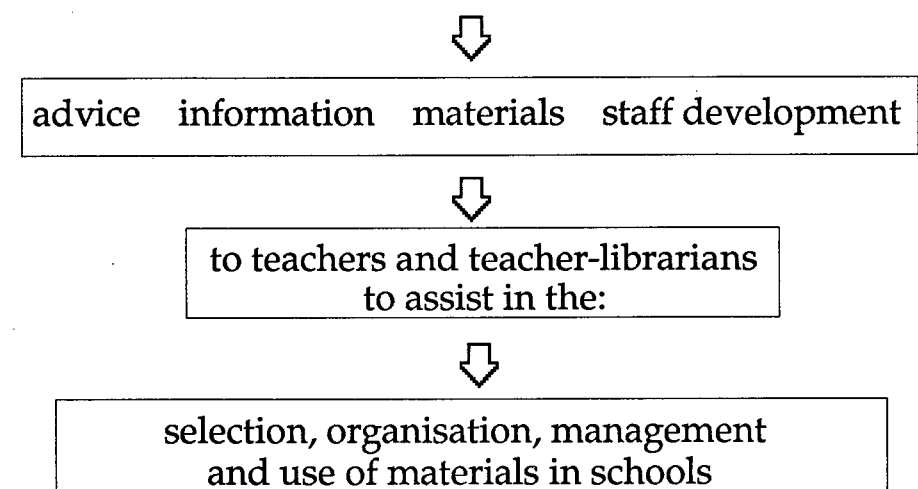 advice information materials staff development
to teachers and teacher-librarians
to assist in the:
selection, organisation, management
and use of materials in schools